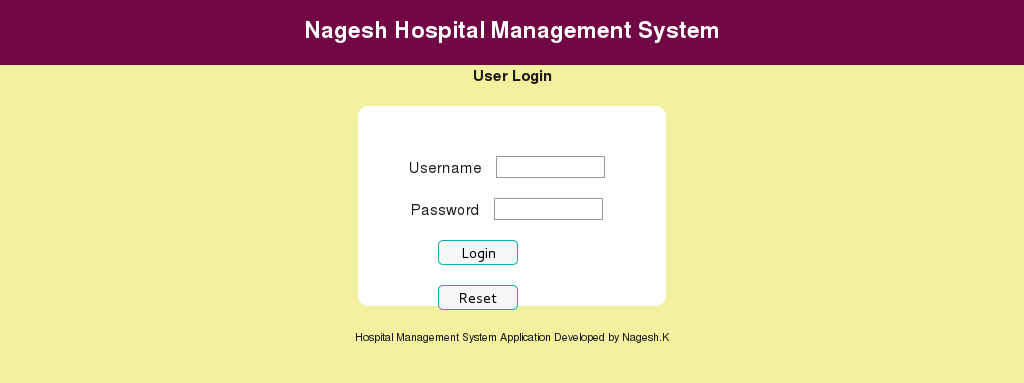 Nagesh Hospital Management System
User Login
Username
Password
Login
Reset
Hospital Management System Application Developed by Nagesh.K